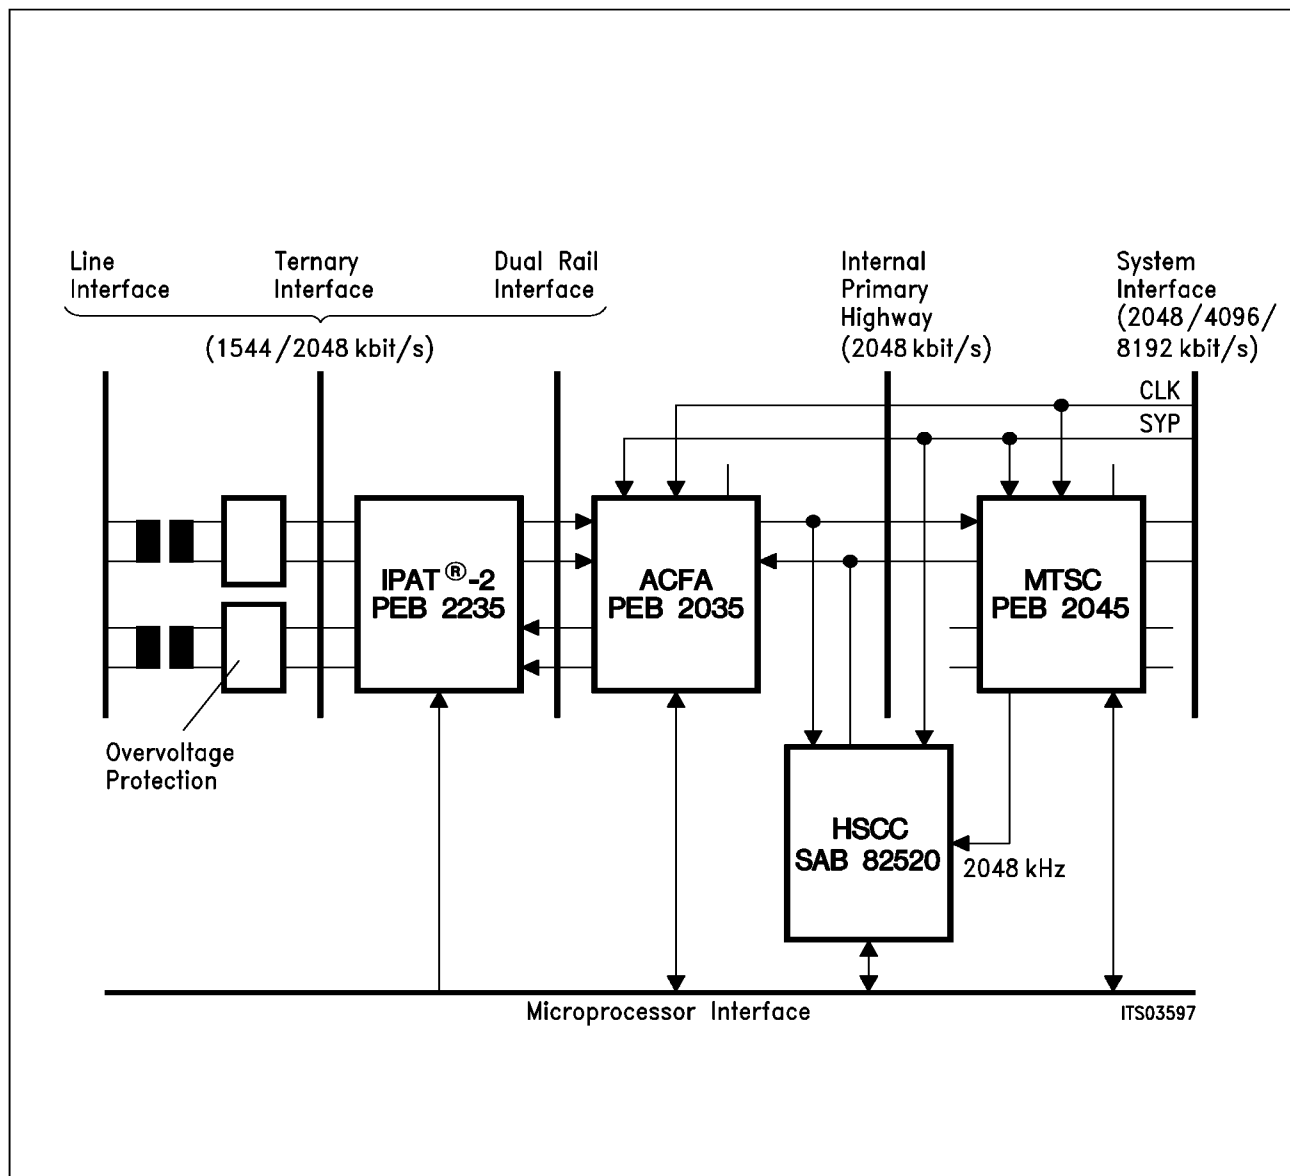 Line
Interface
Ternary
Interface
Dual Rail
Interface
(1544/2048 kbit/s)
Internal
Primary
Highway
(2048 kbit/s)
System
Interface
(2048/4096/
8192 kbit/s)
CLK
SYP
IPAT®-2
PEB 2235
ACFA
PEB 2035
MTSC
PEB 2045
Overvoltage
Protection
HSCC
SAB 82520
2048 kHz
Microprocessor Interface
ITS03597